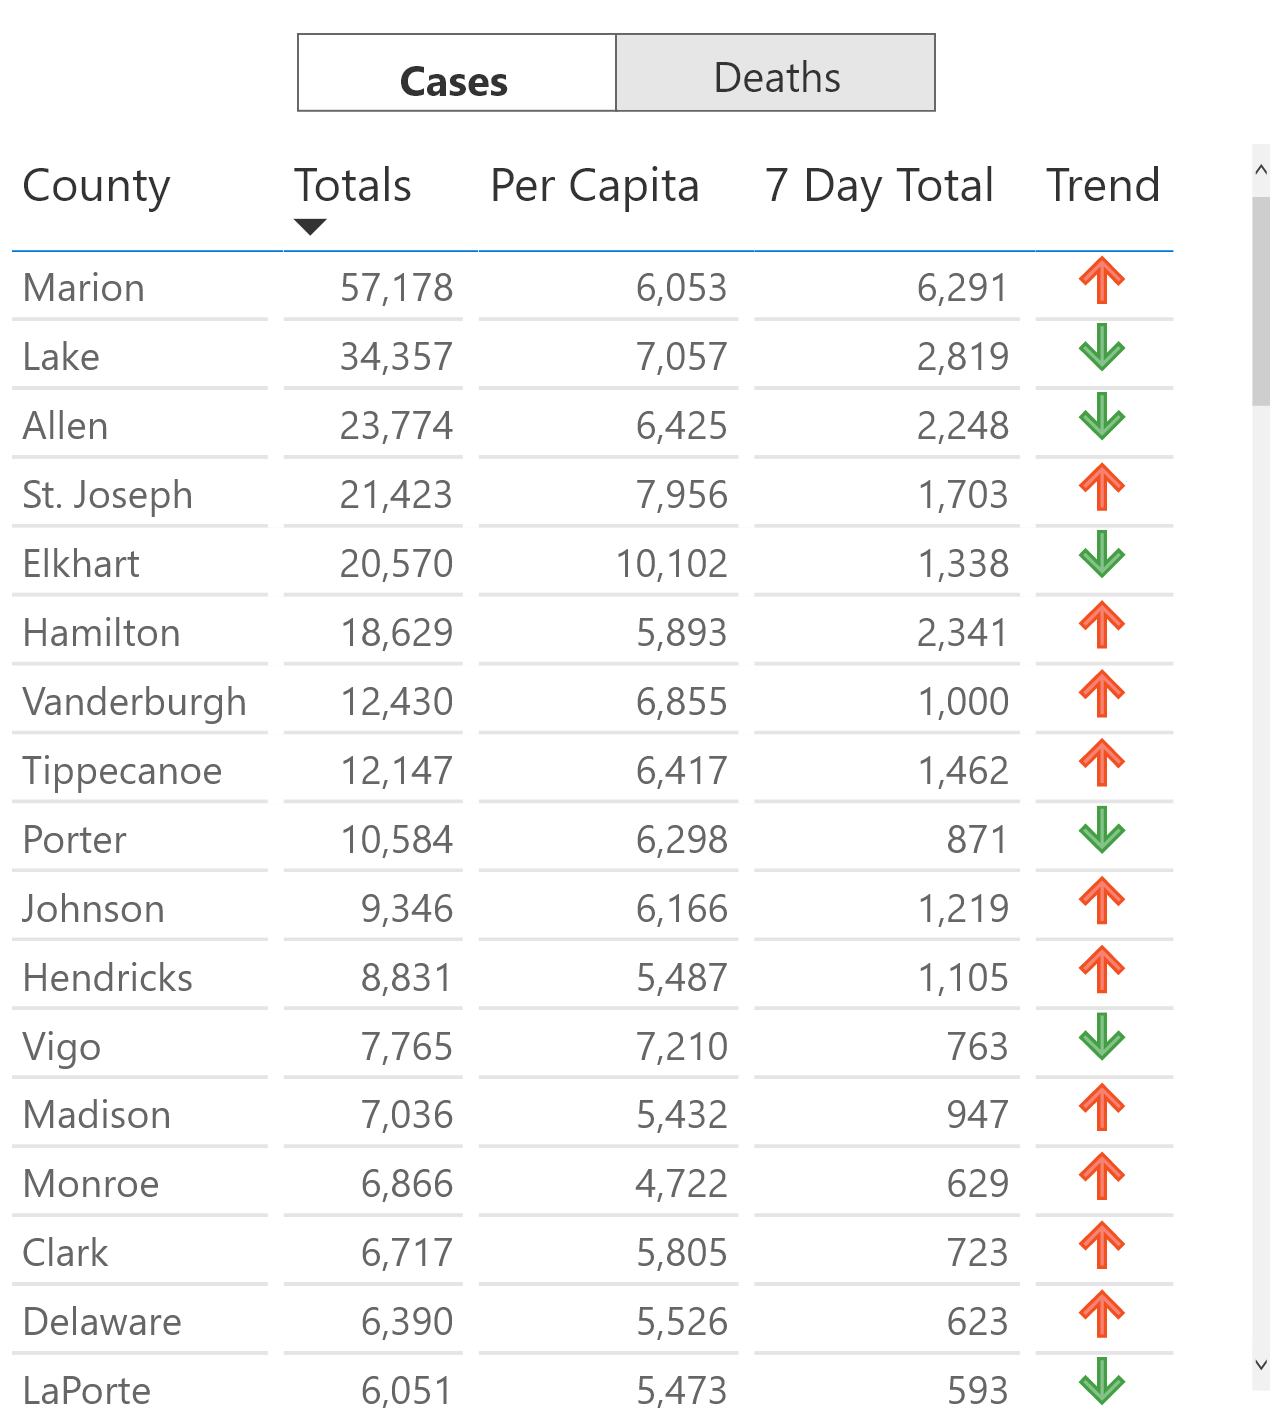 Cases Deaths
County Totals Per Capita 7 Day Total Trend
Marion 57,178 6,053 6,291
Lake 34,357 7,057 2,819
Allen 23,774 6,425 2,248
St. Joseph 21,423 7,956 1,703
Elkhart 20,570 10,102 1,338
Hamilton 18,629 5,893 2,341
Vanderburgh 12,430 6,855 1,000
Tippecanoe 12,147 6,417 1,462
Porter 10,584 6,298 871
Johnson 9,346 6,166 1,219
Hendricks 8,831 5,487 1,105
Vigo 7,765 7,210 763
Madison 7,036 5,432 947
Monroe 6,866 4,722 629
Clark 6,717 5,805 723
Delaware 6,390 5,526 623
LaPorte 6,051 5,473 593